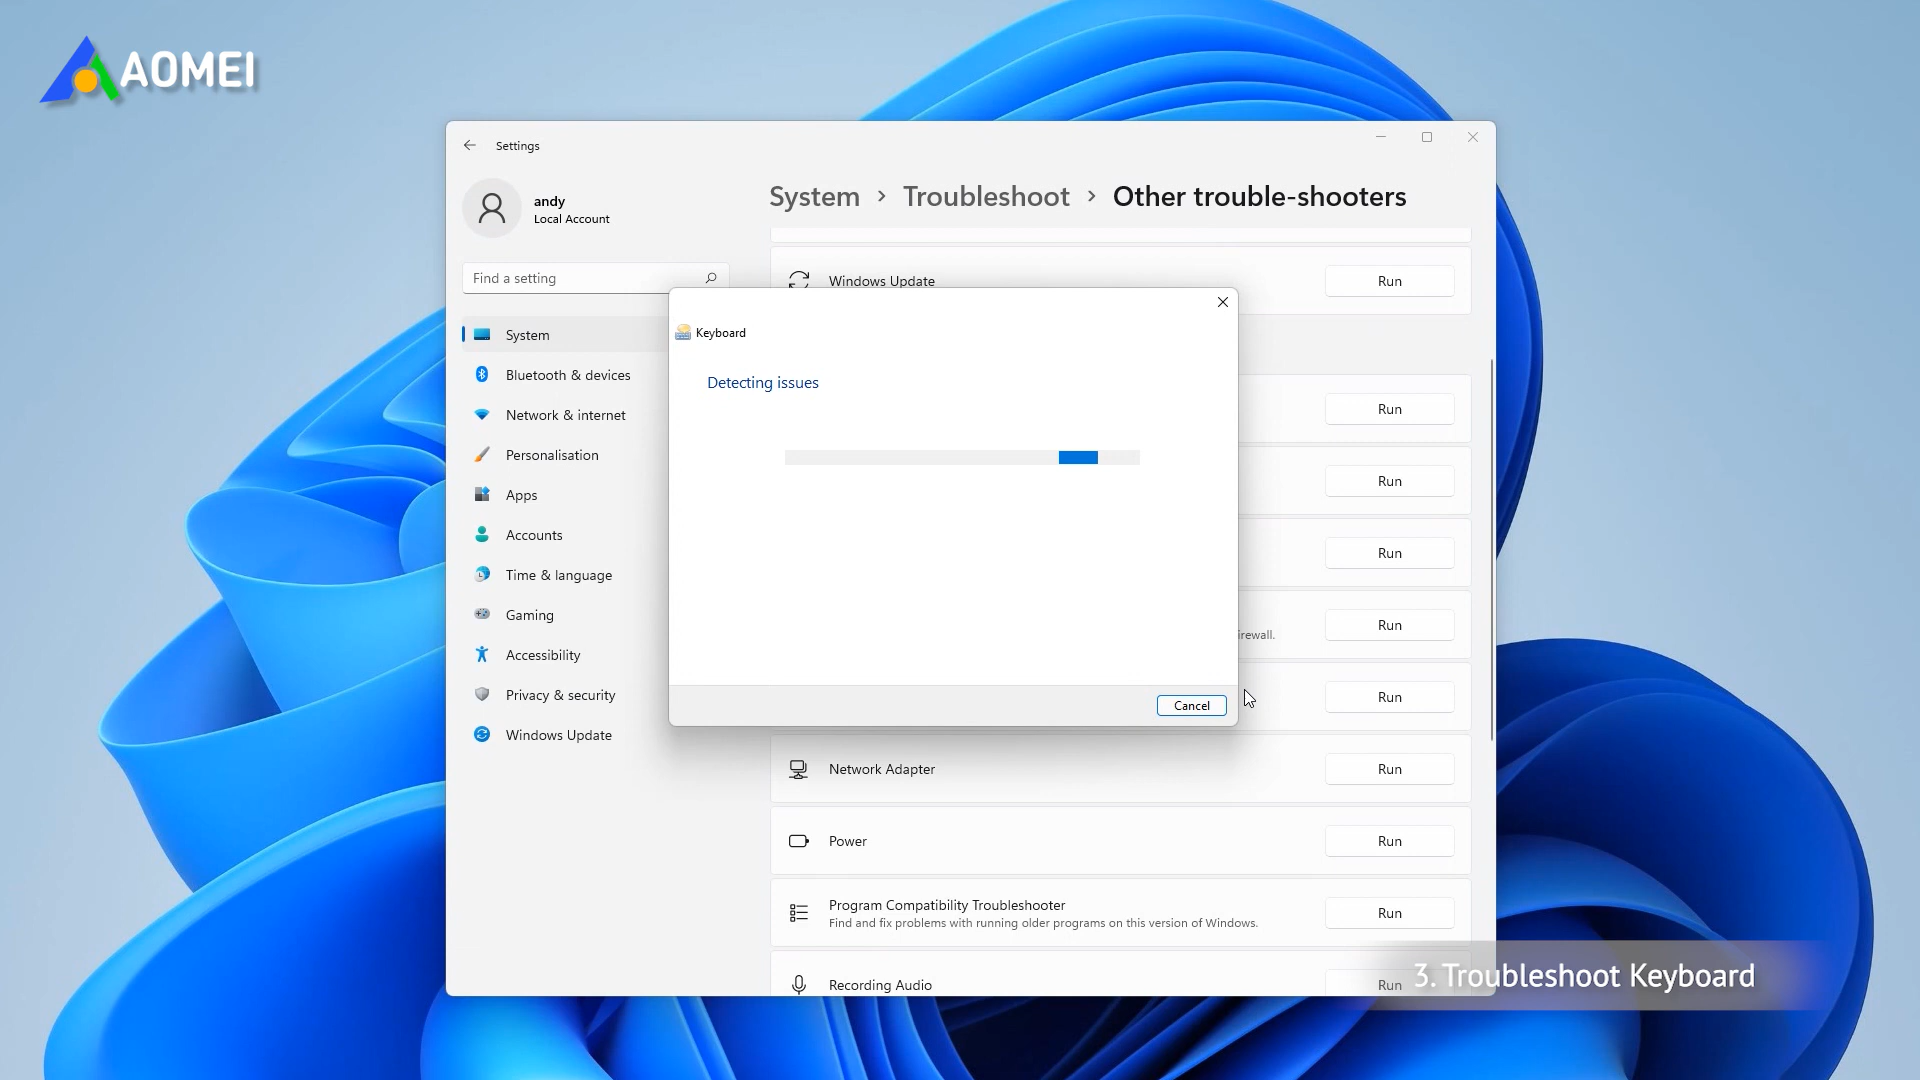 AOMEI
Settings
andy
Local Account
Find a setting
System
Bluetooth & devices
Network & internet
Personalisation
Apps
Accounts
Time & language
Gaming
Accessibility
Privacy & security
Windows Update
System > Troubleshoot > Other trouble-shooters
Windows Update
Run
Keyboard
Detecting issues
Cancel
Run
Run
Run
irewall.
Run
Run
Network Adapter
Run
Power
Run
Program Compatibility Troubleshooter
Find and fix problems with running older programs on this version of Windows.
Run
Recording Audio
Run
3. Troubleshoot Keyboard